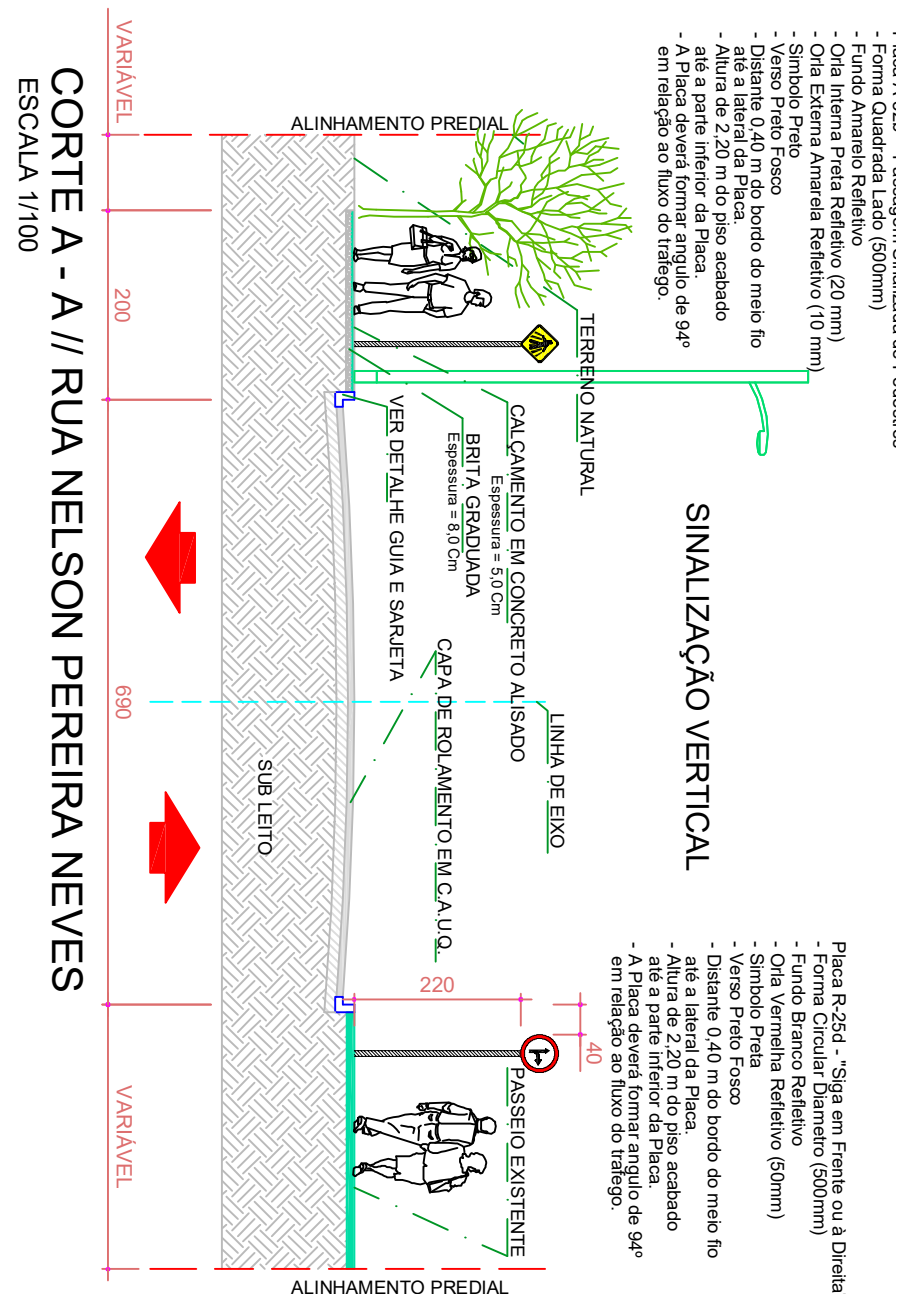 - Forma Quadrada Lado (500mm)
- Fundo Amarelo Refletivo
- Orla Interna Preta Refletivo (20 mm)
- Orla Externa Amarela Refletivo (10 mm)
- Simbolo Preto
- Verso Preto Fosco
- Distante 0,40 m do bordo do meio fio
até a lateral da Placa.
- Altura de 2,20 m do piso acabado
até a parte inferior da Placa.
- A Placa deverá formar angulo de 94º
em relação ao fluxo do trafego.
SINALIZAÇÃO VERTICAL
Placa R-25d - "Siga em Frente ou à Direita
- Forma Circular Diametro (500mm)
- Fundo Branco Refletivo
- Orla Vermelha Refletivo (50mm)
- Simbolo Preta
- Verso Preto Fosco
- Distante 0,40 m do bordo do meio fio
até a lateral da Placa.
- Altura de 2,20 m do piso acabado
até a parte inferior da Placa.
- A Placa deverá formar angulo de 94º
em relação ao fluxo do trafego.
40
220
ALINHAMENTO PREDIAL
TERRENO NATURAL
CALÇAMENTO EM CONCRETO ALISADO
Espessura = 5,0 Cm
BRITA GRADUADA
Espessura = 8,0 Cm
VER DETALHE GUIA E SARJETA
LINHA DE EIXO
CAPA DE ROLAMENTO EM C.A.U.Q.
PASSEIO EXISTENTE
ALINHAMENTO PREDIAL
SUB LEITO
VARIÁVEL
200
690
VARIÁVEL
CORTE A - A // RUA NELSON PEREIRA NEVES
ESCALA 1/100